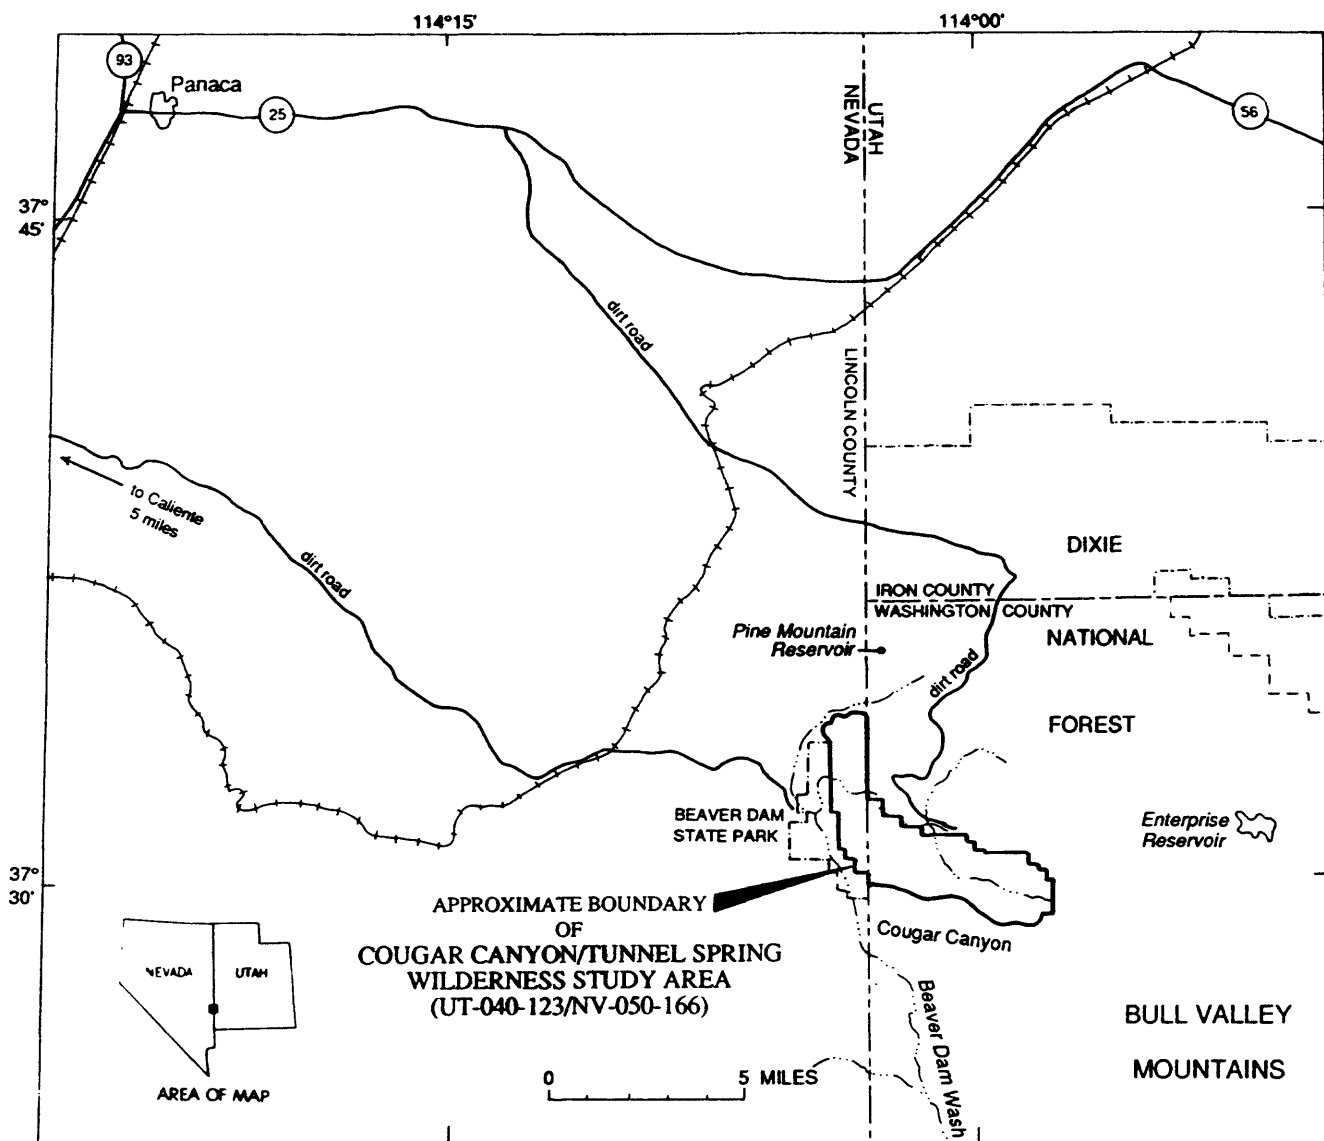 114°15'
114°00'
93
Panaca
25
56
UTAH
NEVADA
37°
45'
dirt road
LINCOLN COUNTY
to Caliente
5 miles
dirt road
DIXIE
IRON COUNTY
WASHINGTON COUNTY
Pine Mountain
Reservoir
NATIONAL
dirt road
FOREST
BEAVER DAM
STATE PARK
Enterprise
Reservoir
37°
30'
APPROXIMATE BOUNDARY
OF
COUGAR CANYON/TUNNEL SPRING
WILDERNESS STUDY AREA
(UT-040-123/NV-050-166)
Cougar Canyon
NEVADA
UTAH
Beaver Dam Wash
BULL VALLEY
MOUNTAINS
0
5 MILES
AREA OF MAP